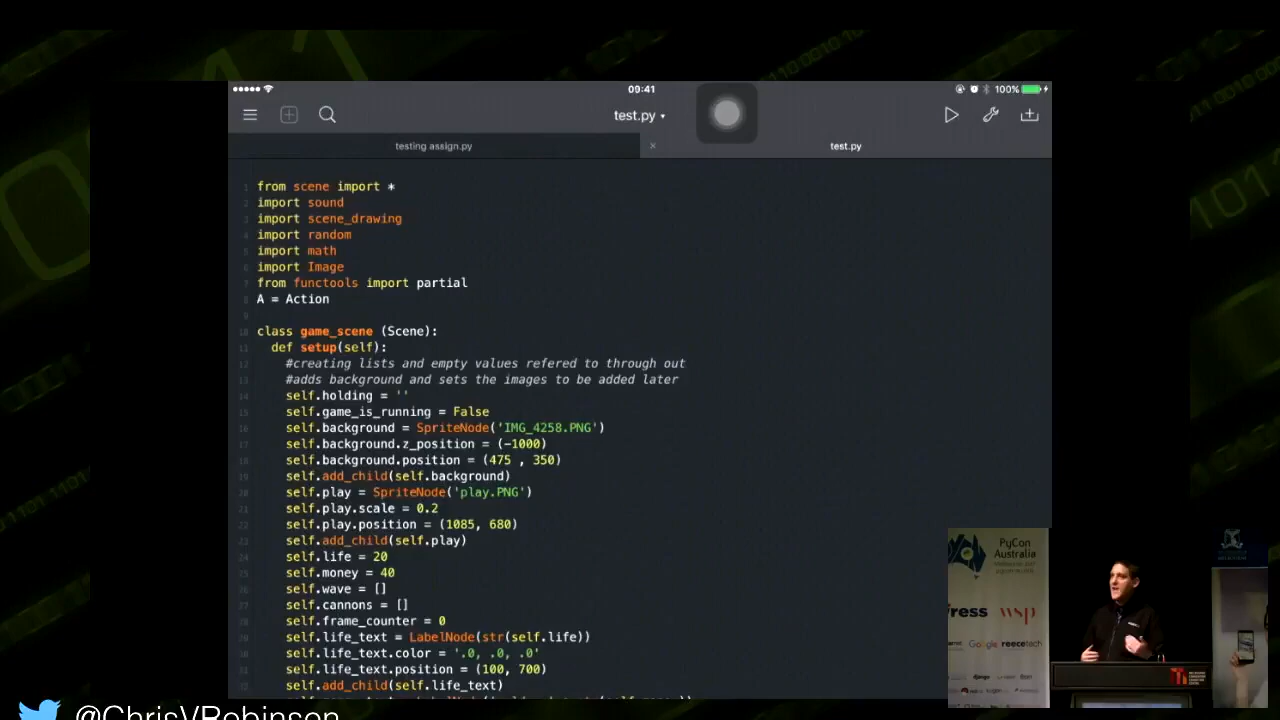 09:41
100%
test.py ▾
testing assign.py
×
test.py
1 from scene import *
2 import sound
3 import scene_drawing
4 import random
5 import math
6 import Image
7 from functools import partial
8 A = Action
9
10 class game_scene (Scene):
11 def setup(self):
12 #creating lists and empty values refered to through out
13 #adds background and sets the images to be added later
14 self.holding = ''
15 self.game_is_running = False
16 self.background = SpriteNode('IMG_4258.PNG')
17 self.background.z_position = (-1000)
18 self.background.position = (475 , 350)
19 self.add_child(self.background)
20 self.play = SpriteNode('play.PNG')
21 self.play.scale = 0.2
22 self.play.position = (1085, 680)
23 self.add_child(self.play)
24 self.life = 20
25 self.money = 40
26 self.wave = []
27 self.cannons = []
28 self.frame_counter = 0
29 self.life_text = LabelNode(str(self.life))
30 self.life_text.color = '.0, .0, .0'
31 self.life_text.position = (100, 700)
32 self.add_child(self.life_text)
PyCon
Australia
wsp
Google reecetech
django
@ChrisVRobinson